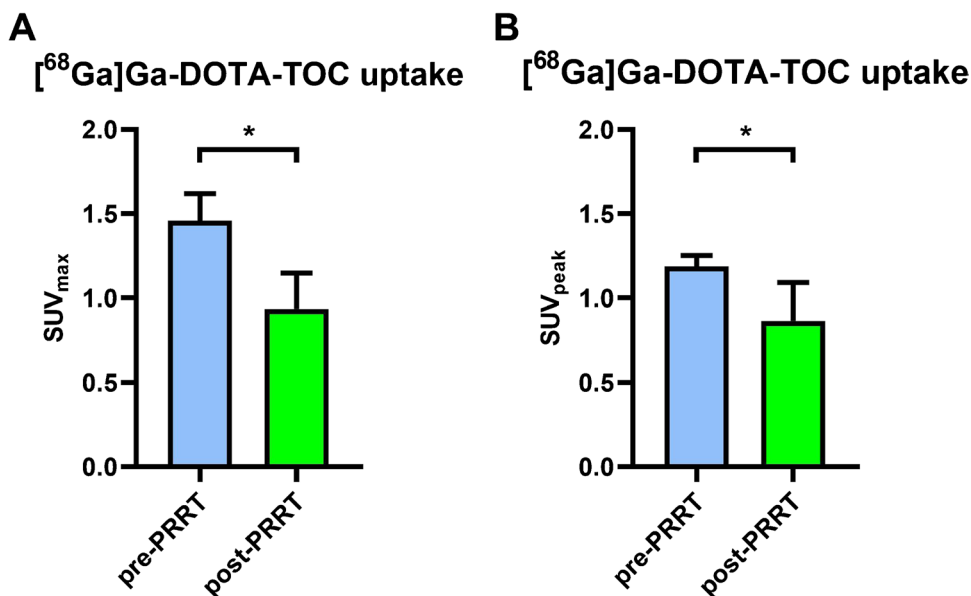 A
[⁶⁸Ga]Ga-DOTA-TOC uptake
*
2.0
1.5
1.0
0.5
0.0
SUVmax
pre-PRRT
post-PRRT
B
[⁶⁸Ga]Ga-DOTA-TOC uptake
*
2.0
1.5
1.0
0.5
0.0
SUVpeak
pre-PRRT
post-PRRT